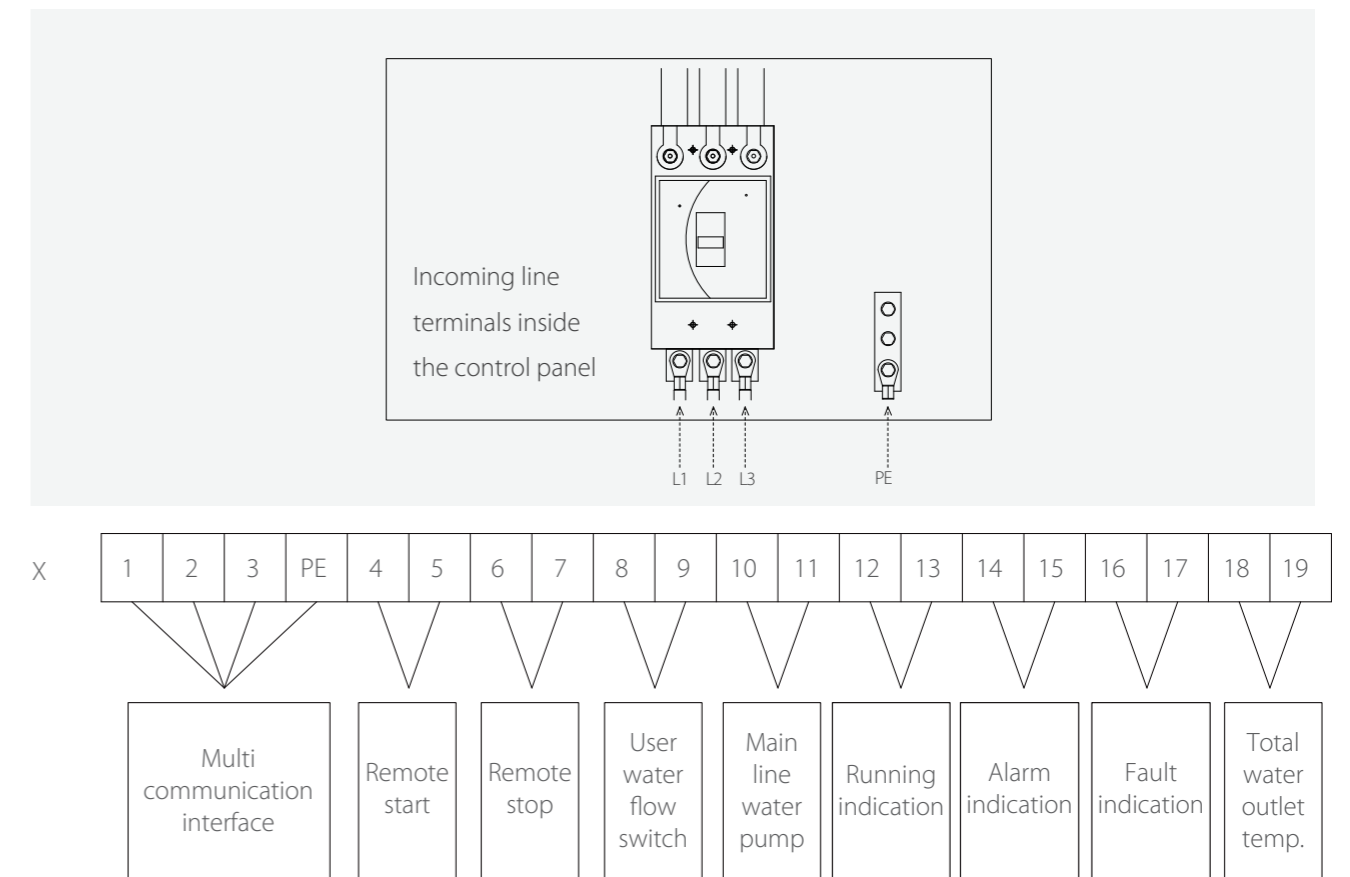 Incoming line
terminals inside
the control panel
L1 L2 L3 PE
X 1 2 3 PE 4 5 6 7 8 9 10 11 12 13 14 15 16 17 18 19
Multi
communication
interface
Remote
start
Remote
stop
User
water
flow
switch
Main
line
water
pump
Running
indication
Alarm
indication
Fault
indication
Total
water
outlet
temp.